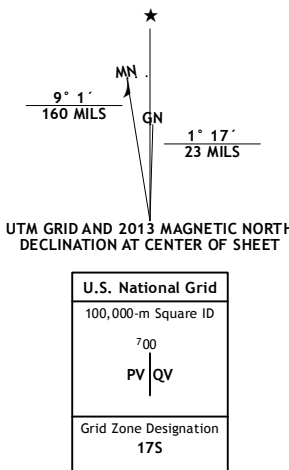 MN
GN
9° 1´
160 MILS
1° 17´
23 MILS
UTM GRID AND 2013 MAGNETIC NORTH
DECLINATION AT CENTER OF SHEET
U.S. National Grid
100,000-m Square ID
700
PV QV
Grid Zone Designation
17S